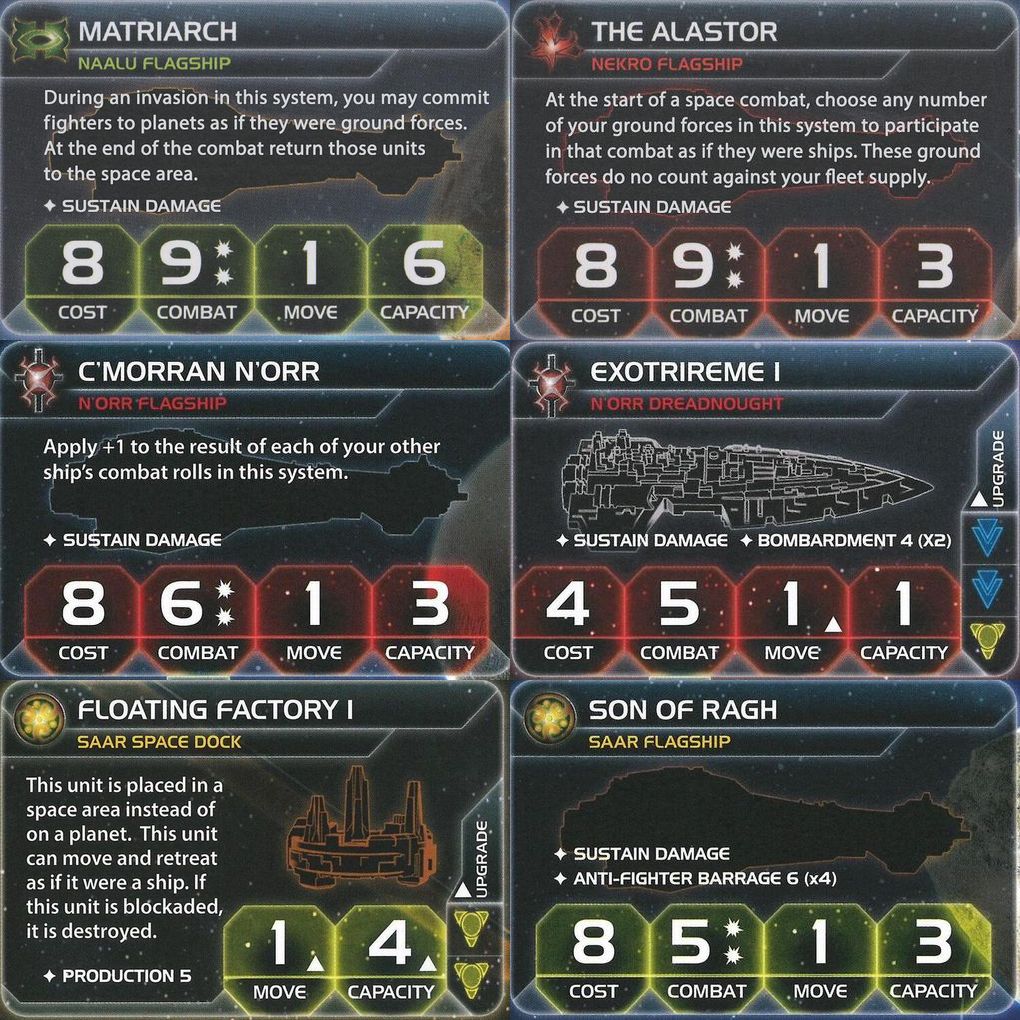 MATRIARCH
NAALU FLAGSHIP
During an invasion in this system, you may commit
fighters to planets as if they were ground forces.
At the end of the combat return those units
to the space area.
SUSTAIN DAMAGE
8 9 1 6
COST COMBAT MOVE CAPACITY
THE ALASTOR
NEKRO FLAGSHIP
At the start of a space combat, choose any number
of your ground forces in this system to participate
in that combat as if they were ships. These ground
forces do no count against your fleet supply.
SUSTAIN DAMAGE
8 9 1 3
COST COMBAT MOVE CAPACITY
C'MORRAN N'ORR
N'ORR FLAGSHIP
Apply +1 to the result of each of your other
ship's combat rolls in this system.
SUSTAIN DAMAGE
8 6 1 3
COST COMBAT MOVE CAPACITY
EXOTRIREME I
N'ORR DREADNOUGHT
UPGRADE
SUSTAIN DAMAGE BOMBARDMENT 4 (X2)
4 5 1 1
COST COMBAT MOVE CAPACITY
FLOATING FACTORY I
SAAR SPACE DOCK
This unit is placed in a
space area instead of
on a planet. This unit
can move and retreat
as if it were a ship. If
this unit is blockaded,
it is destroyed.
PRODUCTION 5
UPGRADE
1 4
MOVE CAPACITY
SON OF RAGH
SAAR FLAGSHIP
SUSTAIN DAMAGE
ANTI-FIGHTER BARRAGE 6 (x4)
8 5 1 3
COST COMBAT MOVE CAPACITY